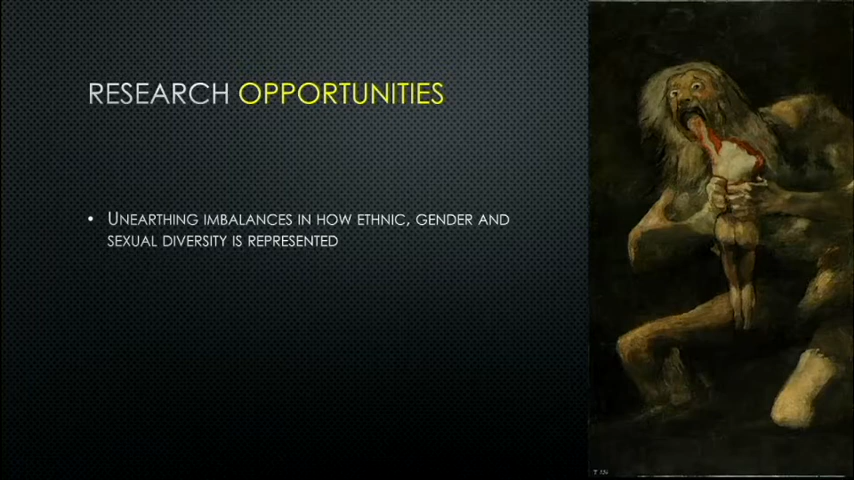 RESEARCH OPPORTUNITIES
• UNEARTHING IMBALANCES IN HOW ETHNIC, GENDER AND
SEXUAL DIVERSITY IS REPRESENTED